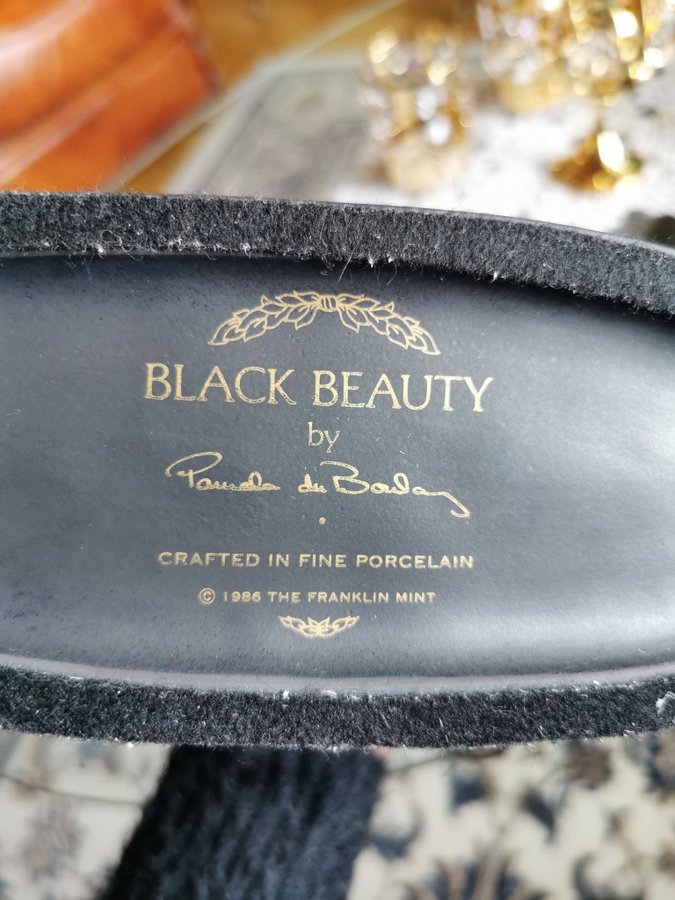 BLACK BEAUTY
by
Pamela du Boulay
CRAFTED IN FINE PORCELAIN
© 1986 THE FRANKLIN MINT